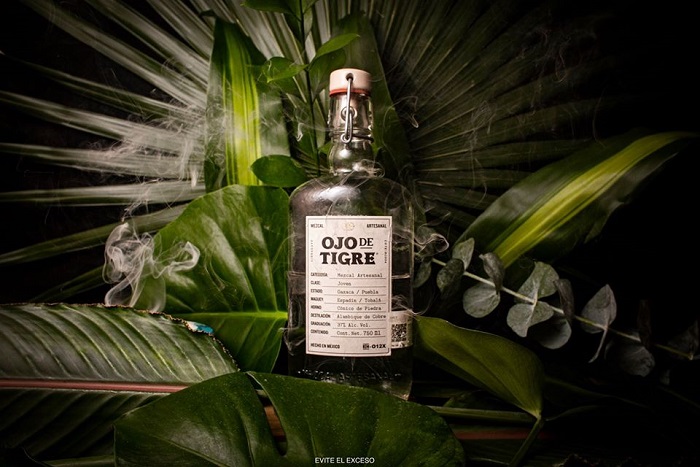 MEZCAL ARTESANAL
OJO DE
TIGRE
CATEGORÍA: Mezcal Artesanal
CLASE: Joven
ESTADO: Oaxaca / Puebla
MAGUEY: Espadín / Tobalá
HORNO: Cónico de Piedra
DESTILACIÓN: Alambique de Cobre
GRADUACIÓN: 37% Alc. Vol.
CONTENIDO: Cont. Net. 750 ml
HECHO EN MÉXICO
EVITE EL EXCESO